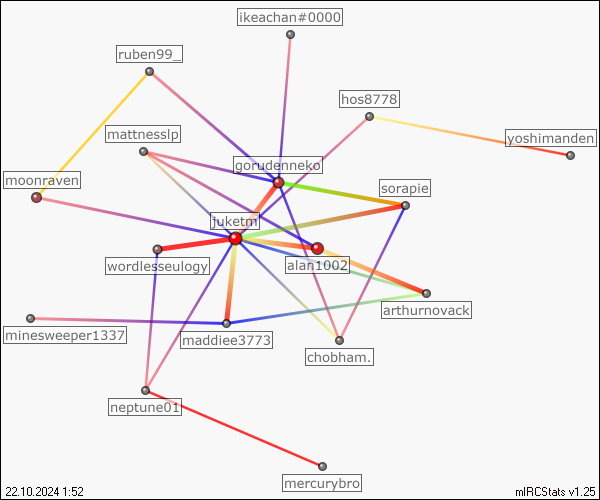 ikeachan#0000
ruben99_
hos8778
mattnesslp
yoshimanden
gorudenneko
moonraven
sorapie
juketm
wordlesseulogy
alan1002
arthurnovack
minesweeper1337
maddiee3773
chobham.
neptune01
mercurybro
22.10.2024 1:52
mIRCStats v1.25